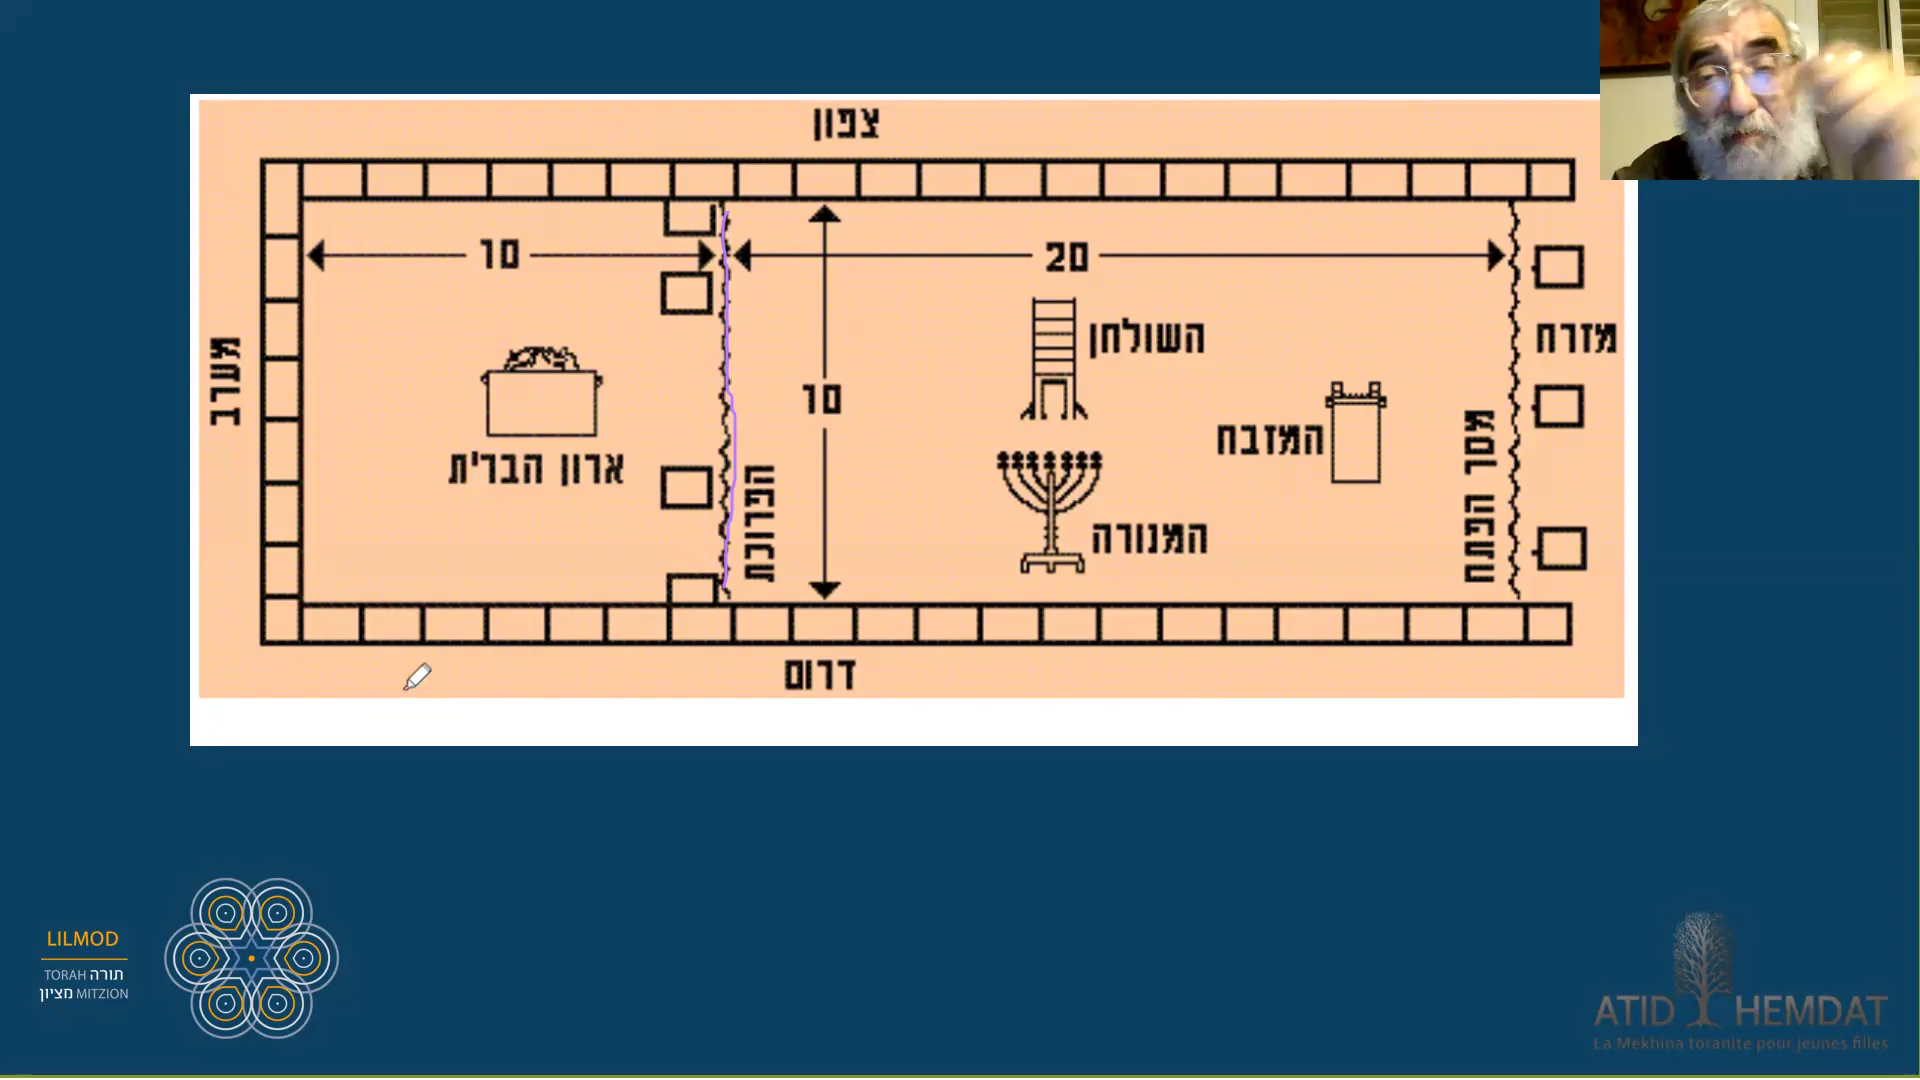 צפון
10
20
מערב
השולחן
מזרח
10
המזבח
ארון הברית
הפרוכת
המנורה
מסך הפתח
דרום
LILMOD
TORAH תורה
מציון MITZION
ATID HEMDAT
La Mekhina toranite pour jeunes filles